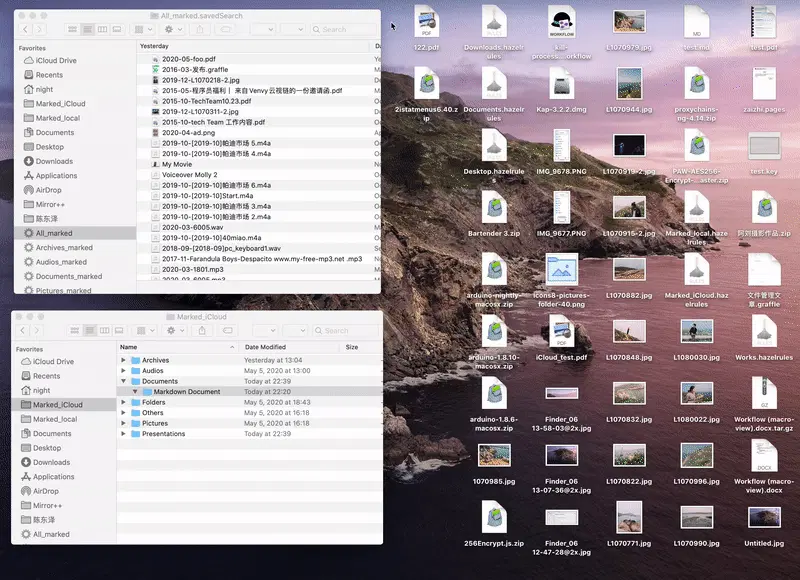 All_marked.savedSearch
Search
Favorites
iCloud Drive
Recents
night
Marked_iCloud
Marked_local
Documents
Desktop
Downloads
Applications
AirDrop
Mirror++
陈东泽
All_marked
Archives_marked
Audios_marked
Documents_marked
Pictures_marked
Yesterday
2020-05-foo.pdf
2016-03-发布.graffle
2019-12-L1070218-2.jpg
2015-05-程序员福利丨 来自 Venvy 云视链的一份邀请函.pdf
2015-10-TechTeam10.23.pdf
2019-12-L1070311-2.jpg
2015-10-tech Team 工作内容.pdf
2020-04-ad.png
2019-10-[2019-10]帕迪市场 5.m4a
2019-10-[2019-10]帕迪市场 4.m4a
My Movie
Voiceover Molly 2
2019-10-[2019-10]帕迪市场 6.m4a
2019-10-[2019-10]Start.m4a
2019-10-[2019-10]帕迪市场 3.m4a
2019-10-[2019-10]帕迪市场 2.m4a
2020-03-6005.wav
2019-10-[2019-10]40miao.m4a
2018-09-[2018-09]pc_keyboard1.wav
2017-11-Farandula Boys-Despacito www.my-free-mp3.net .mp3
2020-03-1801.mp3
2020-03-6005.mp3
Marked_iCloud
Search
Favorites
iCloud Drive
Recents
night
Marked_iCloud
Marked_local
Documents
Desktop
Downloads
Applications
AirDrop
Mirror++
陈东泽
All_marked
Name Date Modified Size
Archives Yesterday at 13:04
Audios May 5, 2020 at 13:00
Documents Today at 22:39
Markdown Document Today at 22:20
Folders May 5, 2020 at 18:43
Others May 5, 2020 at 16:18
Pictures May 5, 2020 at 16:18
Presentations Today at 22:39
PDF
WORKFLOW
MD
122.pdf
Downloads.hazelrules
kill-process....orkflow
L1070979.jpg
test.md
test.pdf
2istatmenus6.40.zip
Documents.hazelrules
Kap-3.2.2.dmg
L1070944.jpg
proxychains-ng-4.14.zip
zaizhi.pages
Desktop.hazelrules
IMG_9678.PNG
L1070919-2.jpg
PAW-AES256-Encrypt-...aster.zip
test.key
Bartender 3.zip
IMG_9677.PNG
L1070915-2.jpg
Marked_local.hazelrules
阿刘摄影作品.zip
arduino-nightly-macosx.zip
icons8-pictures-folder-40.png
L1070882.jpg
Marked_iCloud.hazelrules
文件管理文章.graffle
PDF
arduino-1.8.10-macosx.zip
iCloud_test.pdf
L1070848.jpg
L1080030.jpg
Works.hazelrules
GZ
arduino-1.8.6-macosx.zip
Finder_06 13-58-03@2x.jpg
L1070832.jpg
L1080022.jpg
Workflow (macro-view).docx.tar.gz
DOCX
1070985.jpg
Finder_06 13-07-36@2x.jpg
L1070822.jpg
L1070996.jpg
Workflow (macro-view).docx
256Encrypt.js.zip
Finder_06 12-47-28@2x.jpg
L1070771.jpg
L1070990.jpg
Untitled.jpg